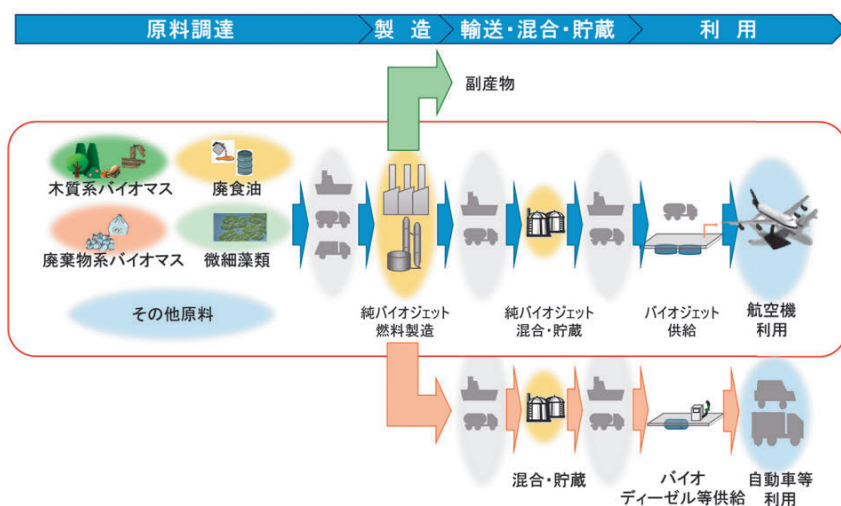 原料調達
製造
輸送・混合・貯蔵
利用
副産物
木質系バイオマス
廃食油
廃棄物系バイオマス
微細藻類
その他原料
純バイオジェット
燃料製造
純バイオジェット
混合・貯蔵
バイオジェット
供給
航空機
利用
混合・貯蔵
バイオ
ディーゼル等供給
自動車等
利用